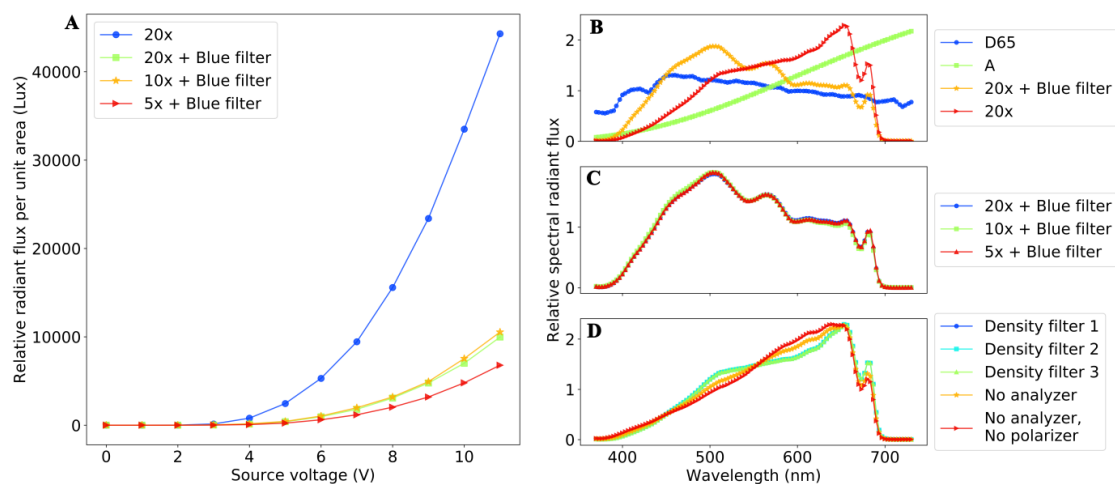 A
20x
20x + Blue filter
10x + Blue filter
5x + Blue filter
Relative radiant flux per unit area (Lux)
40000
30000
20000
10000
0
0 2 4 6 8 10
Source voltage (V)
B
2
1
0
D65
A
20x + Blue filter
20x
Relative spectral radiant flux
C
1
0
20x + Blue filter
10x + Blue filter
5x + Blue filter
D
2
1
0
400 500 600 700
Wavelength (nm)
Density filter 1
Density filter 2
Density filter 3
No analyzer
No analyzer,
No polarizer